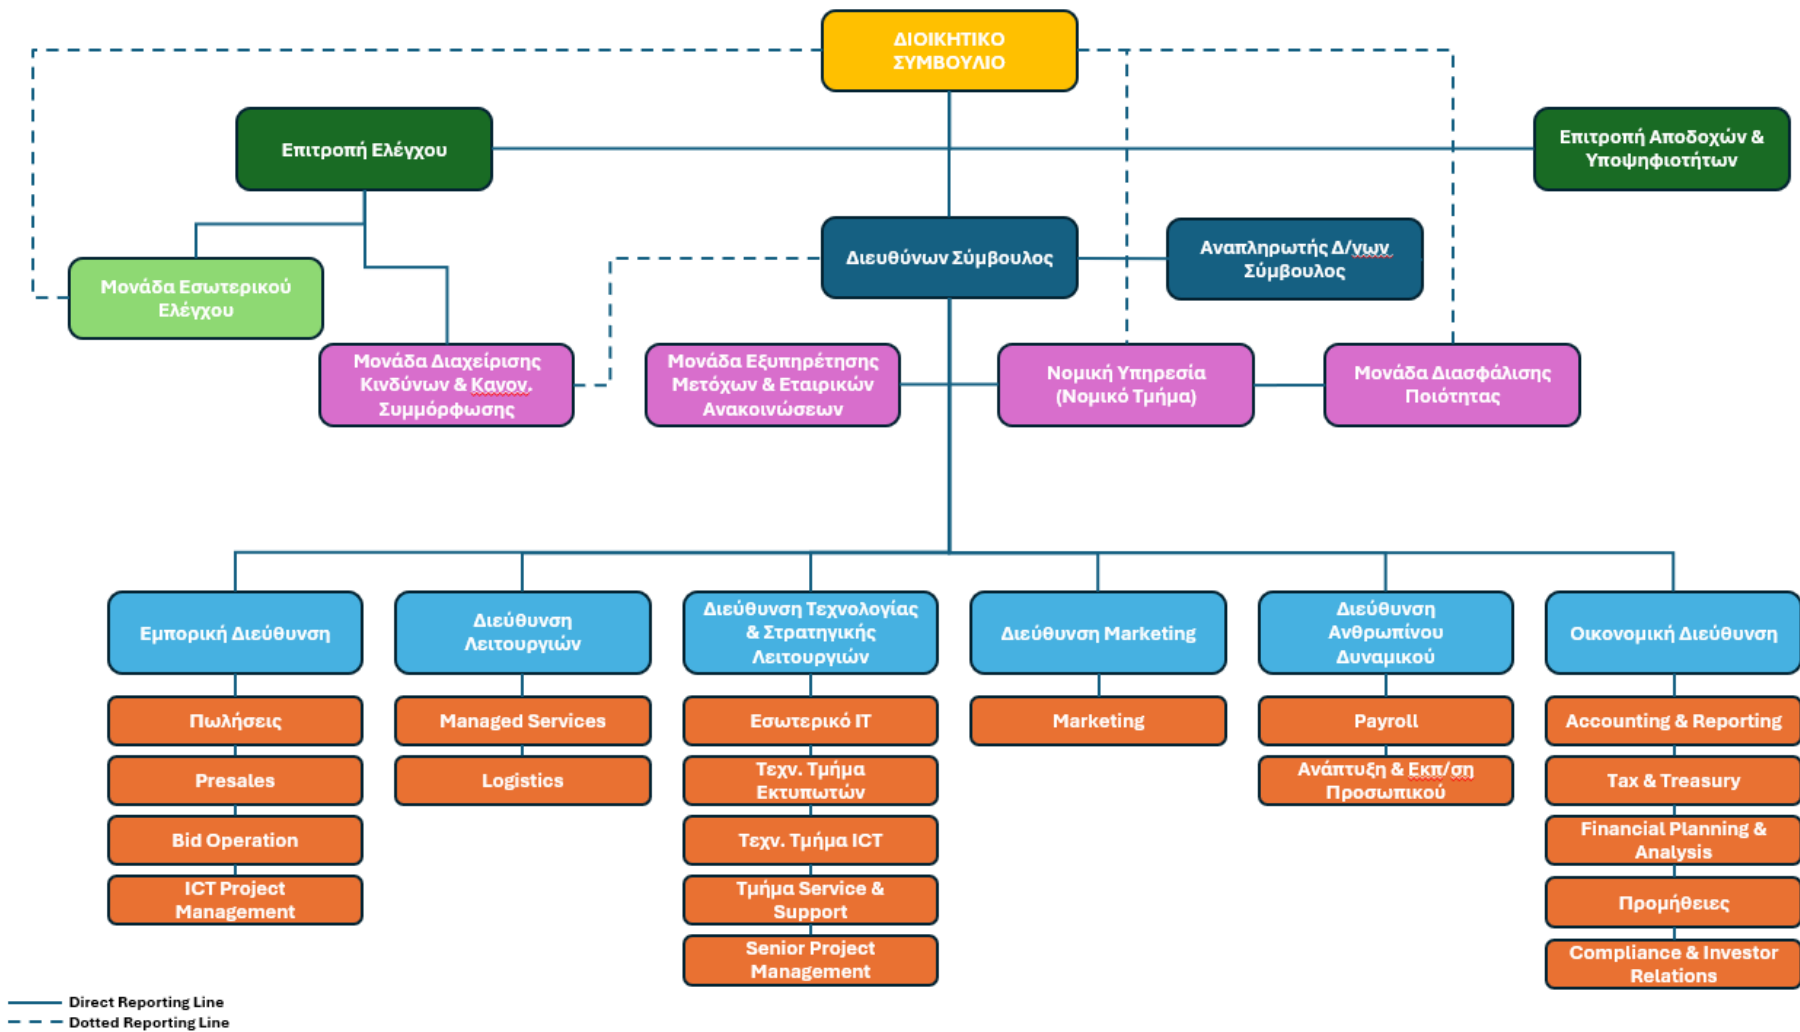 ΔΙΟΙΚΗΤΙΚΟ
ΣΥΜΒΟΥΛΙΟ
Επιτροπή Ελέγχου
Επιτροπή Αποδοχών &
Υποψηφιοτήτων
Διευθύνων Σύμβουλος
Αναπληρωτής Δ/νων
Σύμβουλος
Μονάδα Εσωτερικού
Ελέγχου
Μονάδα Διαχείρισης
Κινδύνων & Κανον.
Συμμόρφωσης
Μονάδα Εξυπηρέτησης
Μετόχων & Εταιρικών
Ανακοινώσεων
Νομική Υπηρεσία
(Νομικό Τμήμα)
Μονάδα Διασφάλισης
Ποιότητας
Εμπορική Διεύθυνση
Διεύθυνση
Λειτουργιών
Διεύθυνση Τεχνολογίας
& Στρατηγικής
Λειτουργιών
Διεύθυνση Marketing
Διεύθυνση
Ανθρωπίνου
Δυναμικού
Οικονομική Διεύθυνση
Πωλήσεις
Presales
Bid Operation
ICT Project
Management
Managed Services
Logistics
Εσωτερικό IT
Τεχν. Τμήμα
Εκτυπωτών
Τεχν. Τμήμα ICT
Τμήμα Service &
Support
Senior Project
Management
Marketing
Payroll
Ανάπτυξη & Εκπ/ση
Προσωπικού
Accounting & Reporting
Tax & Treasury
Financial Planning &
Analysis
Προμήθειες
Compliance & Investor
Relations
Direct Reporting Line
Dotted Reporting Line